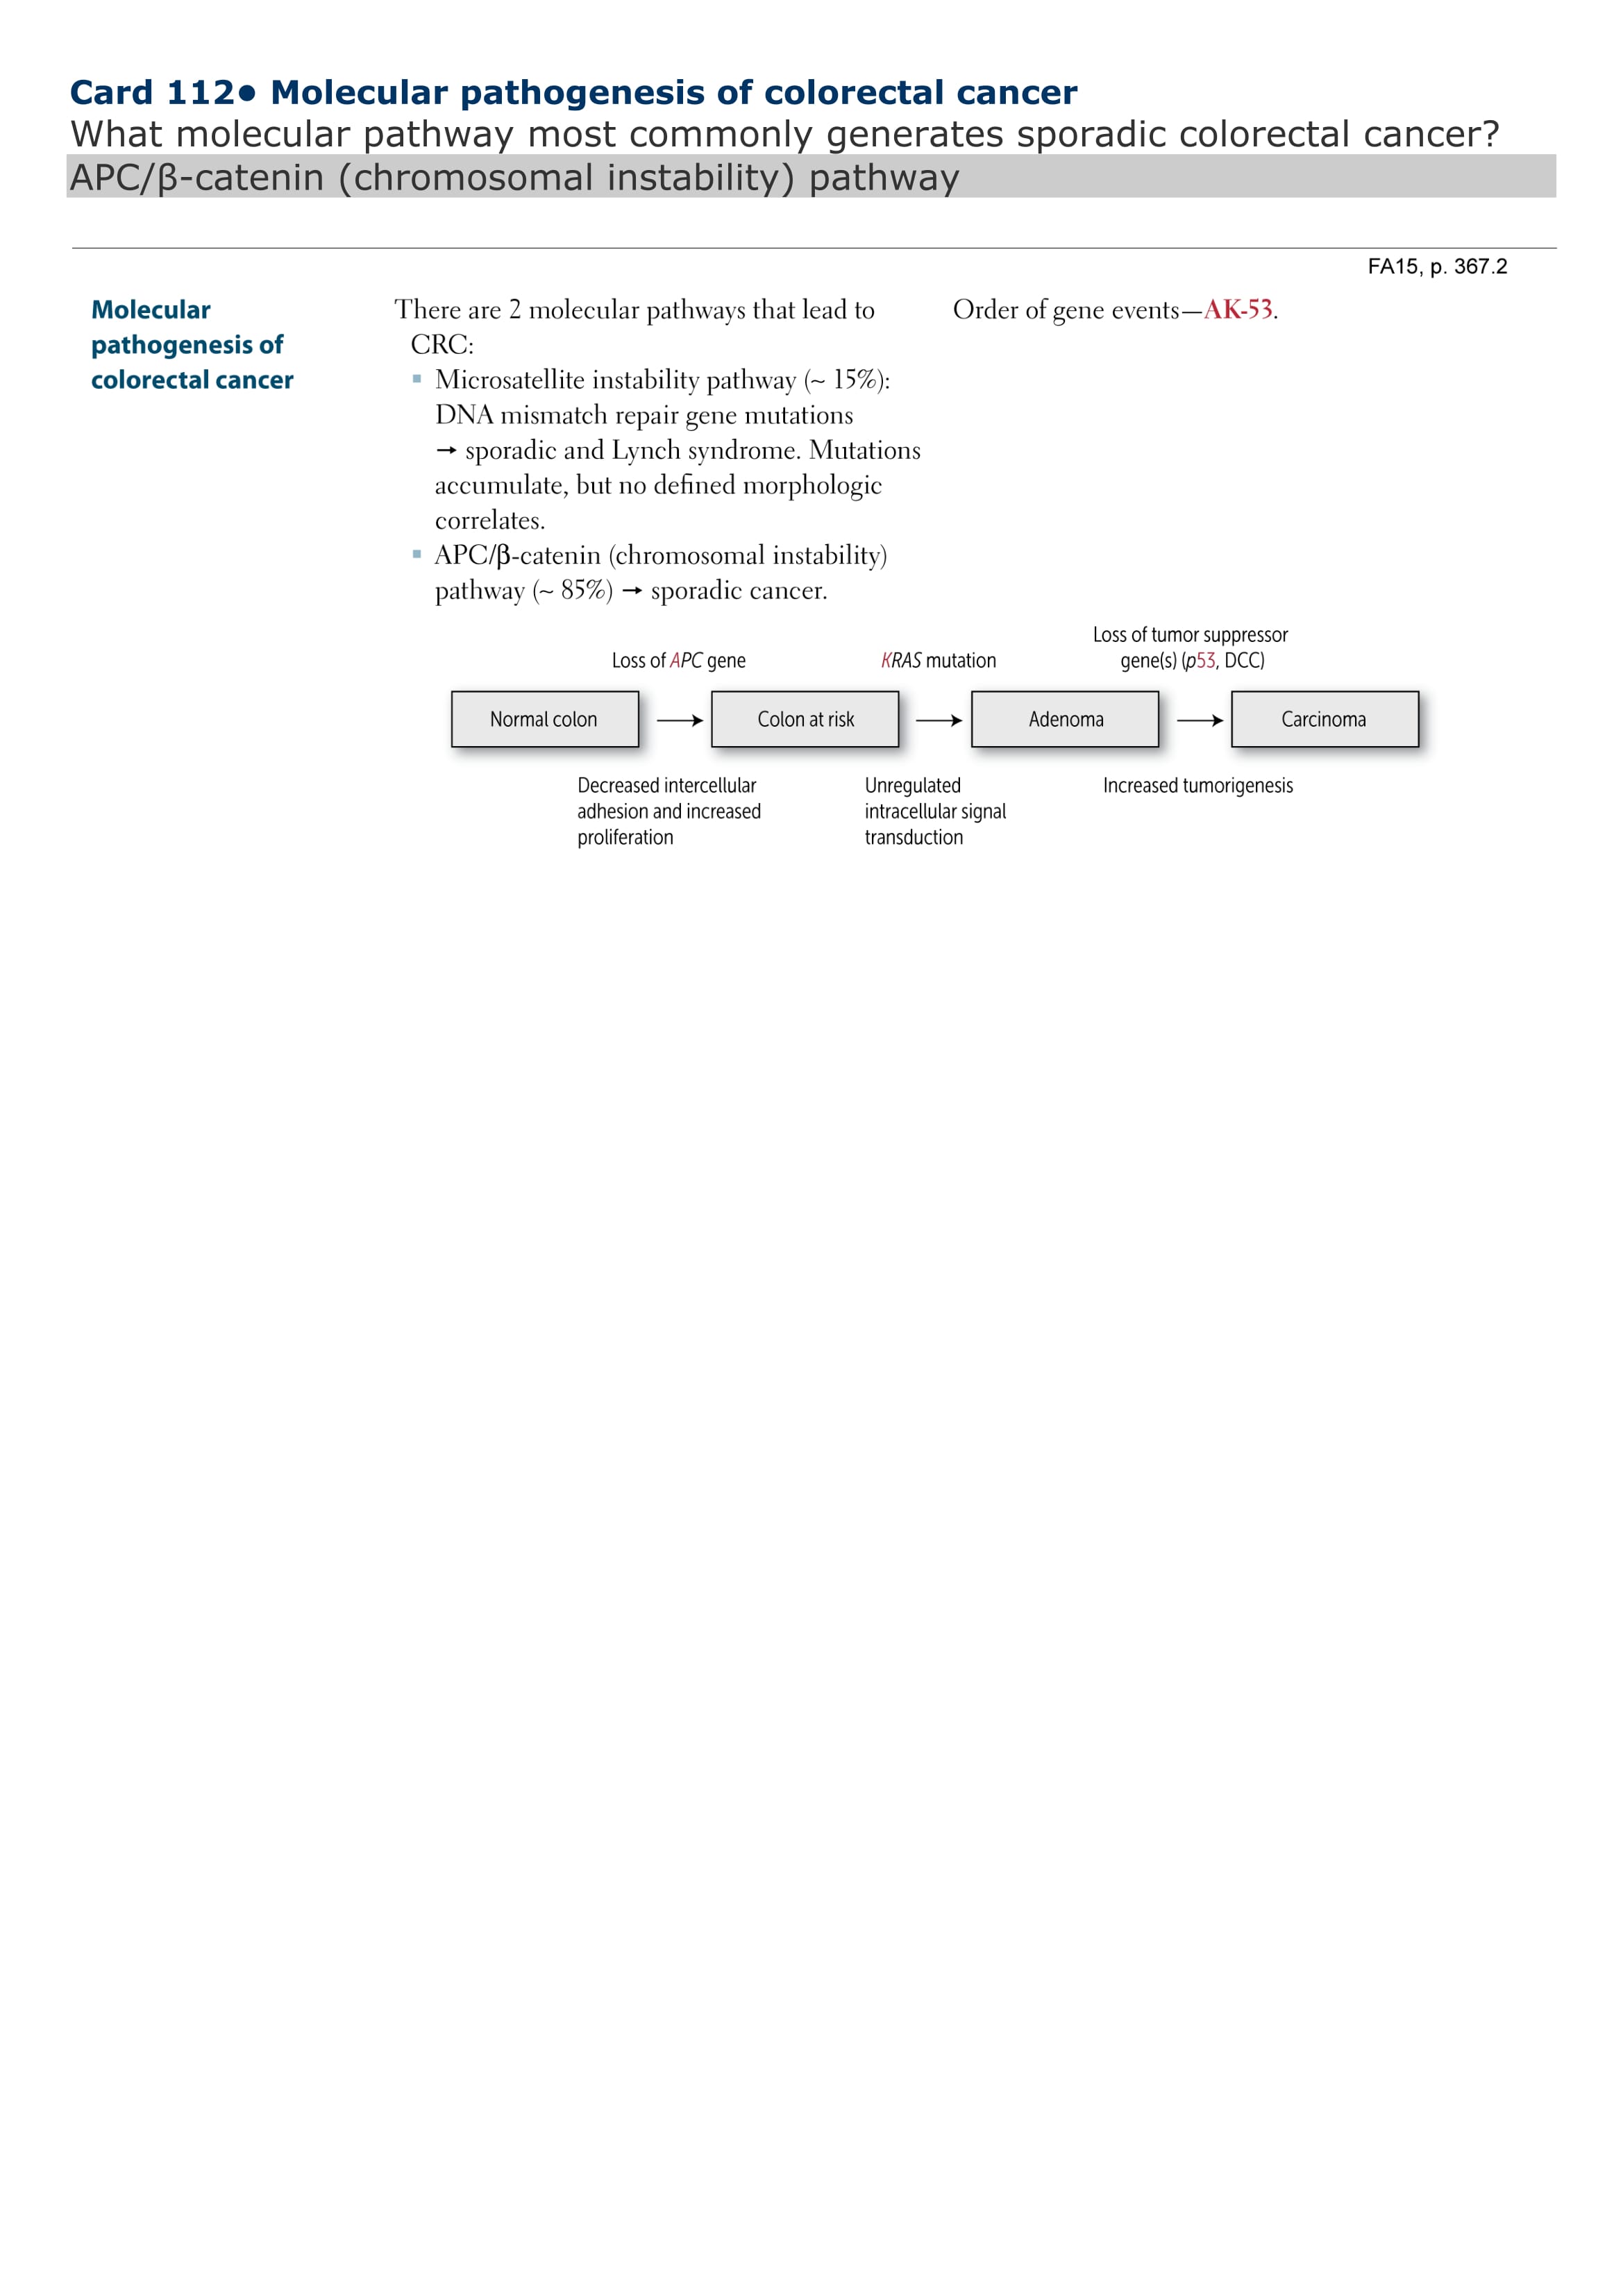 Card 112● Molecular pathogenesis of colorectal cancer
What molecular pathway most commonly generates sporadic colorectal cancer?
APC/β-catenin (chromosomal instability) pathway
FA15, p. 367.2
Molecular
pathogenesis of
colorectal cancer
There are 2 molecular pathways that lead to
CRC:
▪ Microsatellite instability pathway (~ 15%):
DNA mismatch repair gene mutations
→ sporadic and Lynch syndrome. Mutations
accumulate, but no defined morphologic
correlates.
▪ APC/β-catenin (chromosomal instability)
pathway (~ 85%) → sporadic cancer.
Order of gene events—AK-53.
Loss of APC gene
KRAS mutation
Loss of tumor suppressor
gene(s) (p53, DCC)
Normal colon
Colon at risk
Adenoma
Carcinoma
Decreased intercellular
adhesion and increased
proliferation
Unregulated
intracellular signal
transduction
Increased tumorigenesis